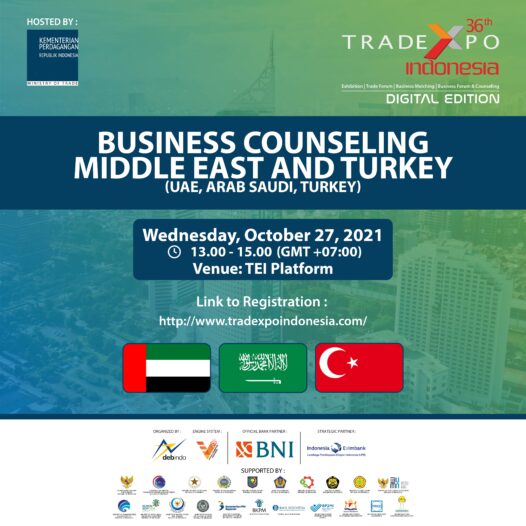 HOSTED BY :
KEMENTERIAN
PERDAGANGAN
REPUBLIK INDONESIA
MINISTRY OF TRADE
36th
TRADE XPO
indonesia
Exhibition | Trade Forum | Business Matching | Business Forum & Counseling
DIGITAL EDITION
BUSINESS COUNSELING
MIDDLE EAST AND TURKEY
(UAE, ARAB SAUDI, TURKEY)
Wednesday, October 27, 2021
13.00 - 15.00 (GMT +07:00)
Venue: TEI Platform
Link to Registration :
http://www.tradexpoindonesia.com/
ORGANIZED BY :
ENGINE SYSTEM :
OFFICIAL BANK PARTNER :
STRATEGIC PARTNER :
debindo
BNI
Indonesia Eximbank
SUPPORTED BY :
BKPM
BANK INDONESIA